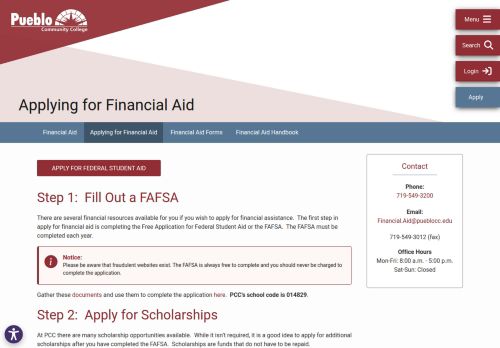 Pueblo
Community College
Menu
Search
Login
Apply
Applying for Financial Aid
Financial Aid
Applying for Financial Aid
Financial Aid Forms
Financial Aid Handbook
APPLY FOR FEDERAL STUDENT AID
Step 1:  Fill Out a FAFSA
There are several financial resources available for you if you wish to apply for financial assistance.  The first step in
apply for financial aid is completing the Free Application for Federal Student Aid or the FAFSA.  The FAFSA must
be completed each year.
Notice:
Please be aware that fraudulent websites exist. The FAFSA is always free to complete and you should never be charged to
complete the application.
Gather these documents and use them to complete the application here.  PCC's school code is 014829.
Step 2:  Apply for Scholarships
At PCC there are many scholarship opportunities available.  While it isn't required, it is a good idea to apply for additional
scholarships after you have completed the FAFSA.  Scholarships are funds that do not have to be repaid.
Contact
Phone:
719-549-3200
Email:
Financial.Aid@pueblocc.edu
719-549-3012 (fax)
Office Hours
Mon-Fri: 8:00 a.m. - 5:00 p.m.
Sat-Sun: Closed